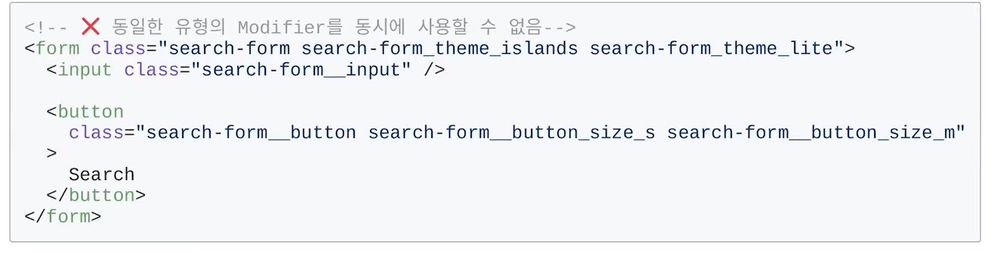 <!-- ❌ 동일한 유형의 Modifier를 동시에 사용할 수 없음-->
<form class="search-form search-form_theme_islands search-form_theme_lite">
  <input class="search-form__input" />
  <button
    class="search-form__button search-form__button_size_s search-form__button_size_m"
  >
    Search
  </button>
</form>